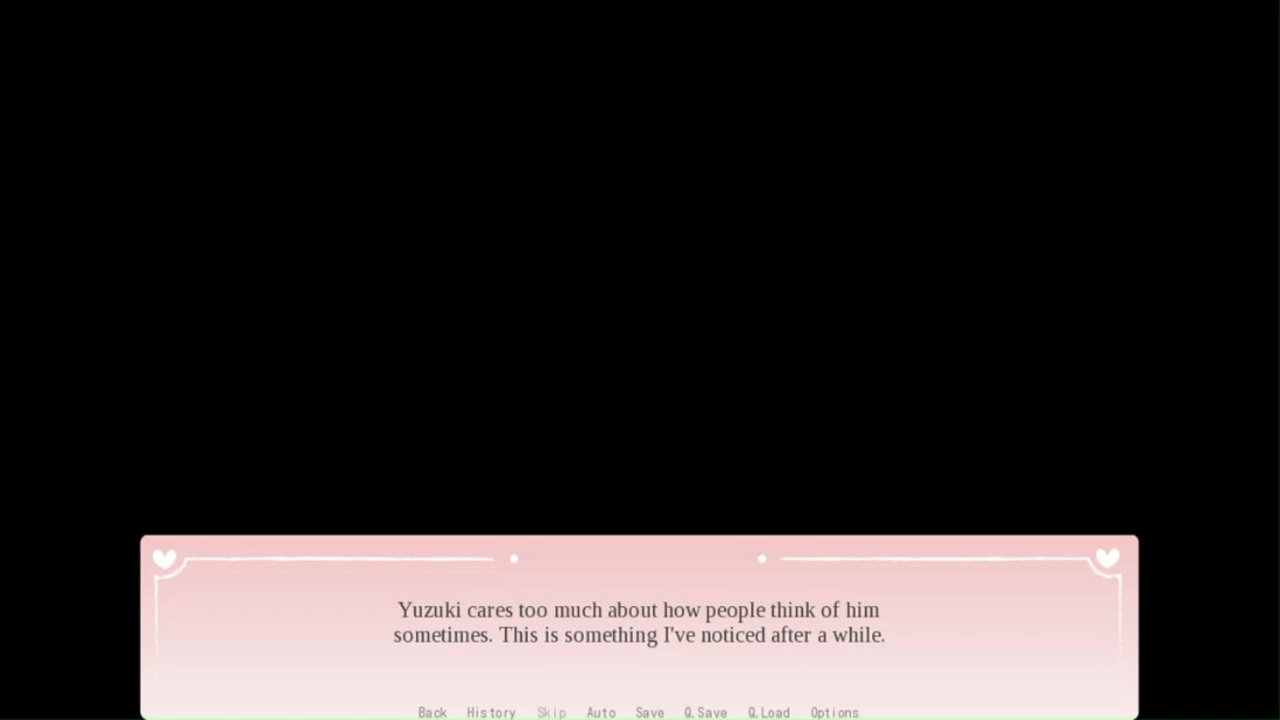 Yuzuki cares too much about how people think of him
sometimes. This is something I've noticed after a while.
Back History Skip Auto Save Q.Save Q.Load Options